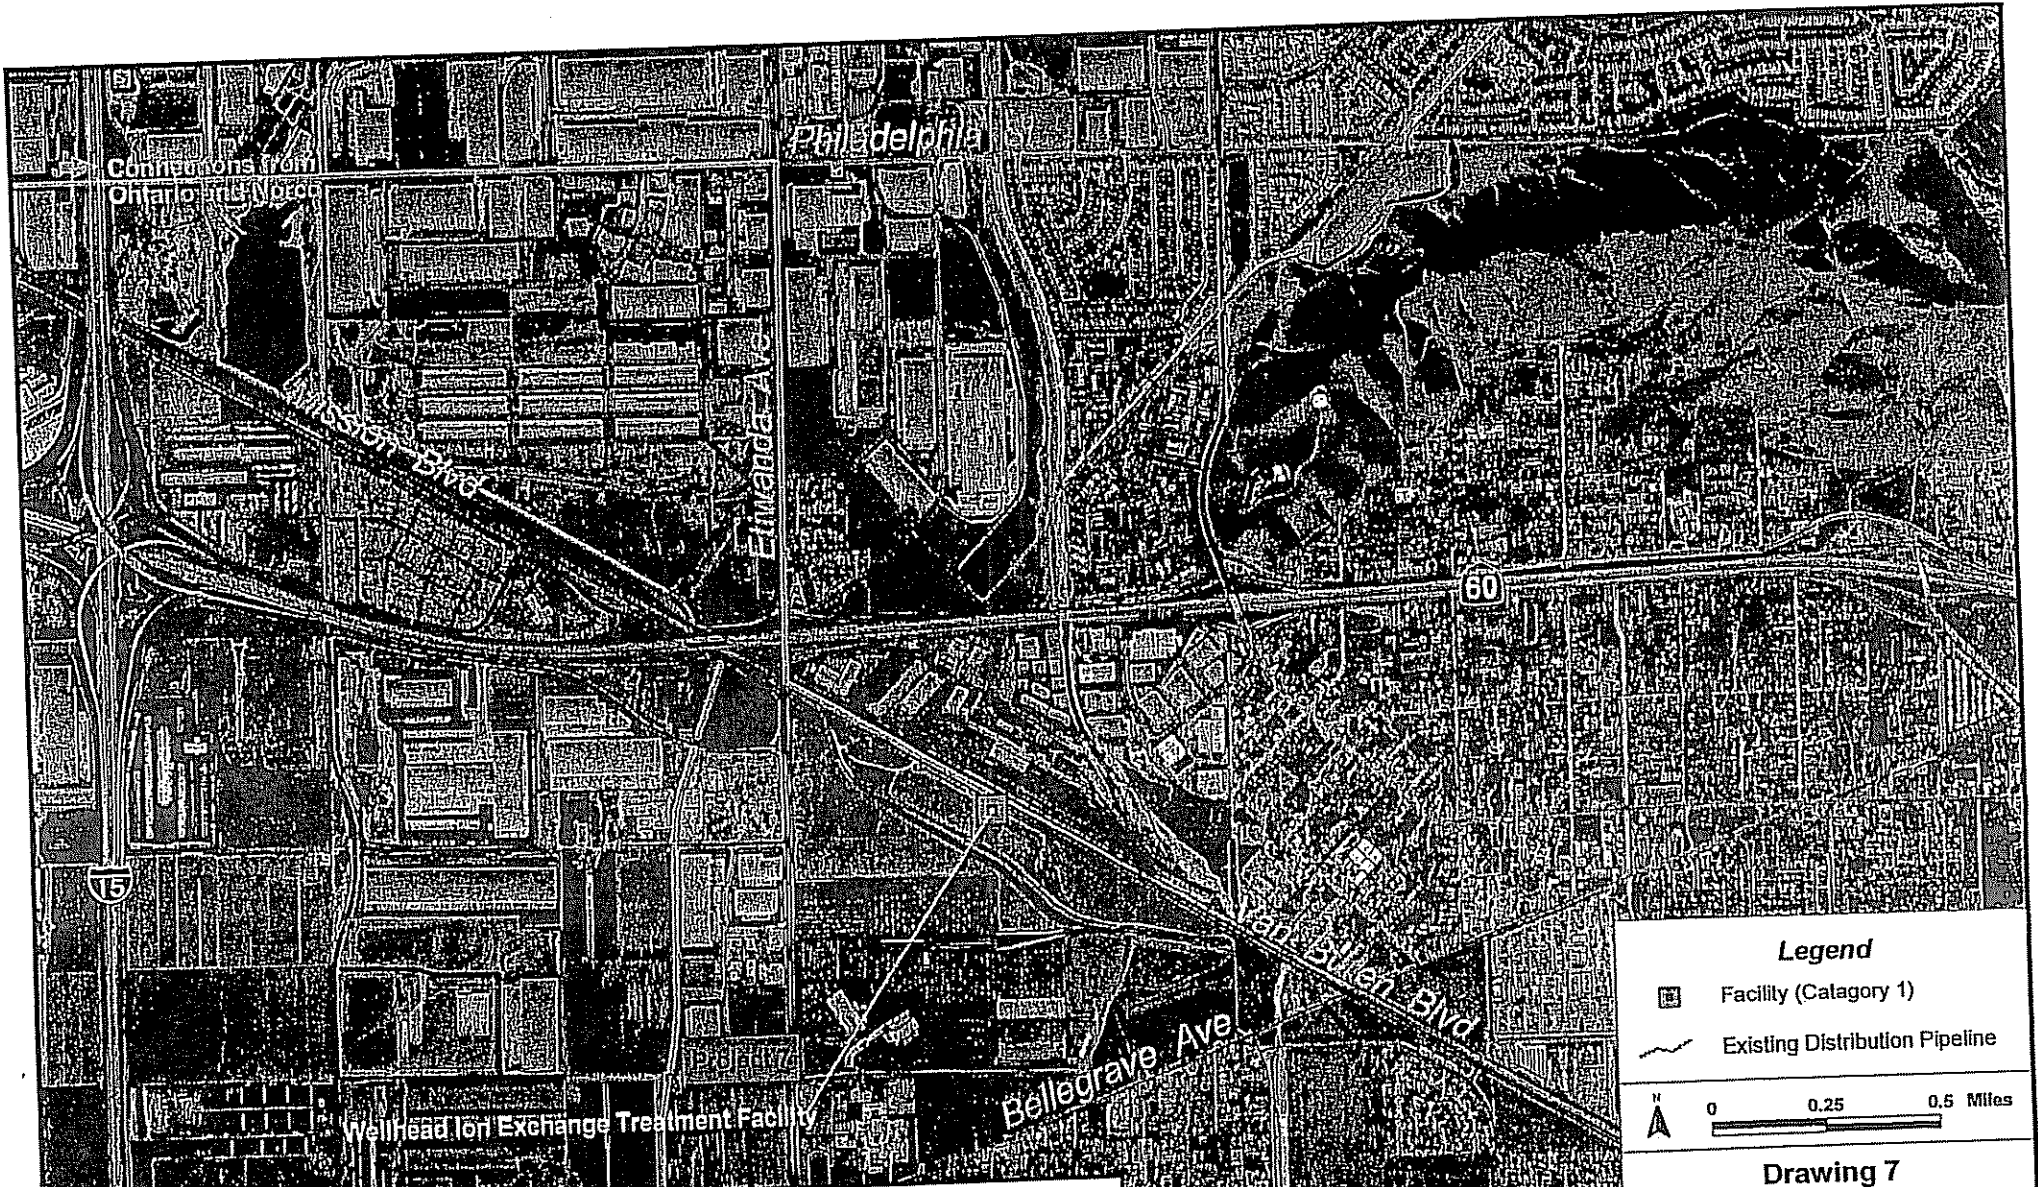 Philadelphia
Connections from
Ontario and Norco
ission Blvd
Etiwanda Ave
60
15
Van Buren Blvd
Bellegrave Ave
Wellhead Ion Exchange Treatment Facility
Legend
Facility (Catagory 1)
Existing Distribution Pipeline
N
0 0.25 0.5 Miles
Drawing 7